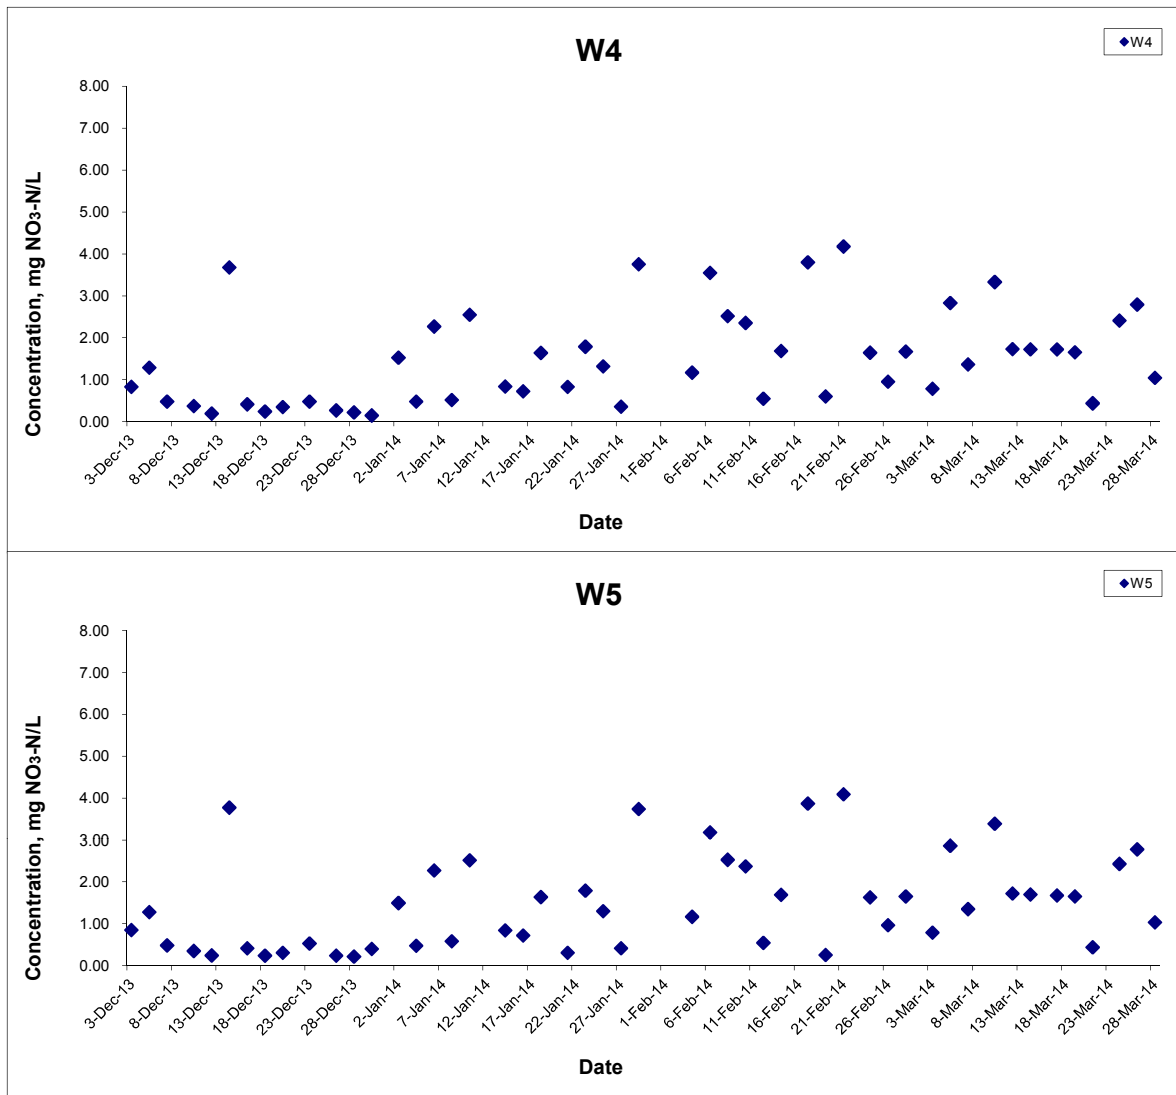 W4
W4
8.00
7.00
6.00
5.00
4.00
3.00
2.00
1.00
0.00
Concentration, mg NO3-N/L
3-Dec-13
8-Dec-13
13-Dec-13
18-Dec-13
23-Dec-13
28-Dec-13
2-Jan-14
7-Jan-14
12-Jan-14
17-Jan-14
22-Jan-14
27-Jan-14
1-Feb-14
6-Feb-14
11-Feb-14
16-Feb-14
21-Feb-14
26-Feb-14
3-Mar-14
8-Mar-14
13-Mar-14
18-Mar-14
23-Mar-14
28-Mar-14
Date
W5
W5
8.00
7.00
6.00
5.00
4.00
3.00
2.00
1.00
0.00
Concentration, mg NO3-N/L
3-Dec-13
8-Dec-13
13-Dec-13
18-Dec-13
23-Dec-13
28-Dec-13
2-Jan-14
7-Jan-14
12-Jan-14
17-Jan-14
22-Jan-14
27-Jan-14
1-Feb-14
6-Feb-14
11-Feb-14
16-Feb-14
21-Feb-14
26-Feb-14
3-Mar-14
8-Mar-14
13-Mar-14
18-Mar-14
23-Mar-14
28-Mar-14
Date